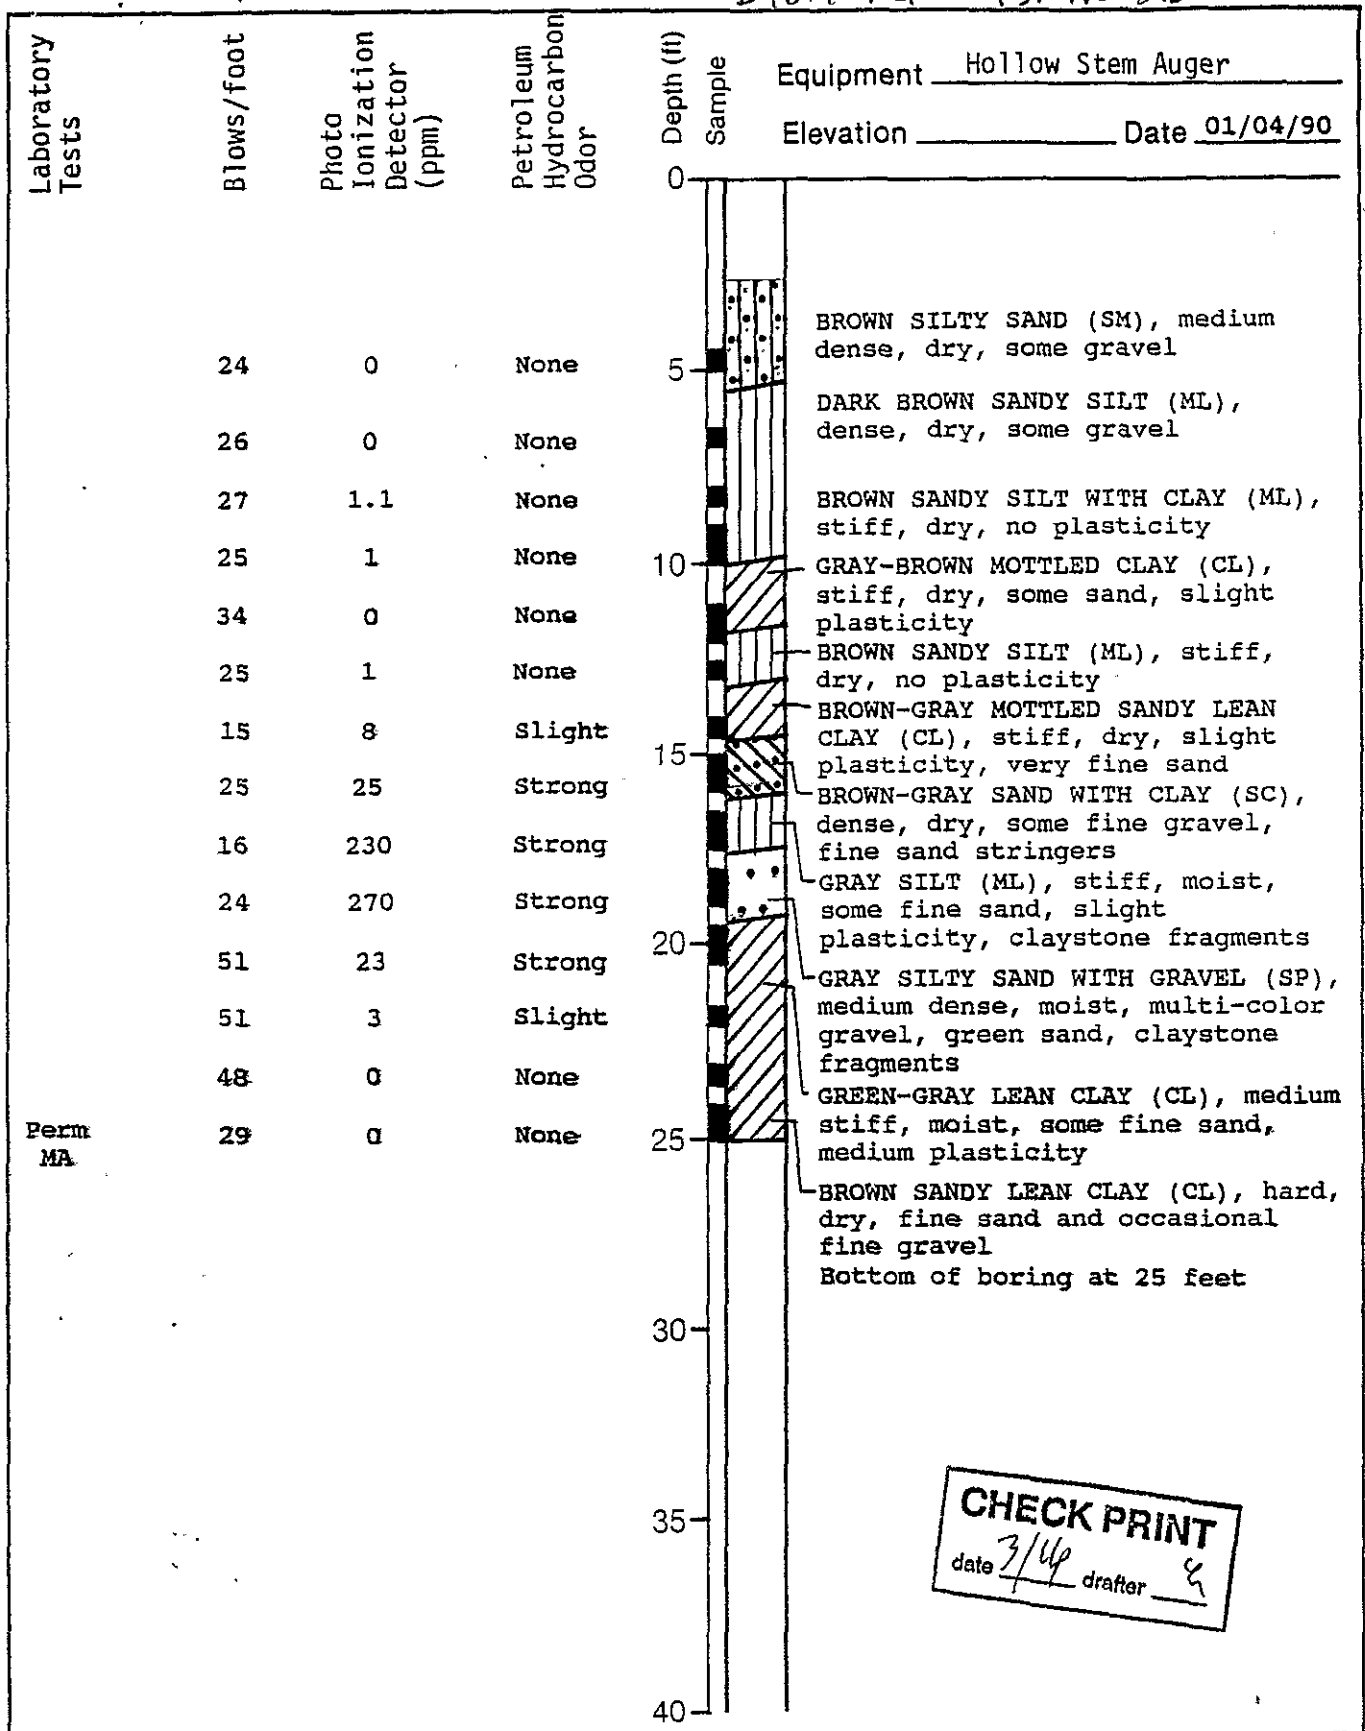 Laboratory Tests
Blows/foot
Photo Ionization Detector (ppm)
Petroleum Hydrocarbon Odor
Depth (ft)
Sample
Equipment Hollow Stem Auger
Elevation Date 01/04/90
0
BROWN SILTY SAND (SM), medium
dense, dry, some gravel
24 0 None 5
DARK BROWN SANDY SILT (ML),
dense, dry, some gravel
26 0 None
27 1.1 None
BROWN SANDY SILT WITH CLAY (ML),
stiff, dry, no plasticity
25 1 None 10
GRAY-BROWN MOTTLED CLAY (CL),
stiff, dry, some sand, slight
plasticity
34 0 None
BROWN SANDY SILT (ML), stiff,
dry, no plasticity
25 1 None
BROWN-GRAY MOTTLED SANDY LEAN
CLAY (CL), stiff, dry, slight
plasticity, very fine sand
15 8 Slight 15
BROWN-GRAY SAND WITH CLAY (SC),
dense, dry, some fine gravel,
fine sand stringers
25 25 Strong
16 230 Strong
GRAY SILT (ML), stiff, moist,
some fine sand, slight
plasticity, claystone fragments
24 270 Strong 20
GRAY SILTY SAND WITH GRAVEL (SP),
medium dense, moist, multi-color
gravel, green sand, claystone
fragments
51 23 Strong
51 3 Slight
48 0 None
GREEN-GRAY LEAN CLAY (CL), medium
stiff, moist, some fine sand,
medium plasticity
Perm 29 0 None 25
MA
BROWN SANDY LEAN CLAY (CL), hard,
dry, fine sand and occasional
fine gravel
Bottom of boring at 25 feet
30
35
CHECK PRINT
date drafter
40